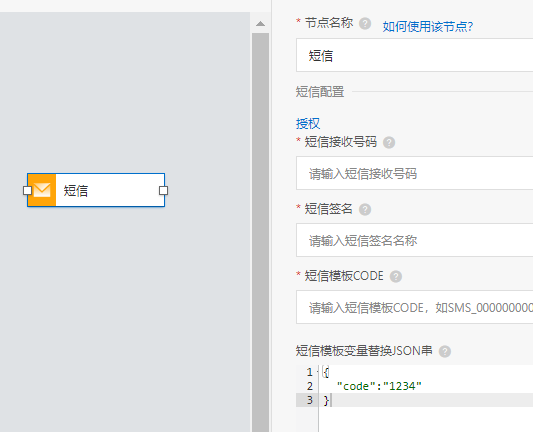 * 节点名称 ? 如何使用该节点?
短信
短信配置
授权
* 短信接收号码 ?
短信
请输入短信接收号码
* 短信签名 ?
请输入短信签名名称
* 短信模板CODE ?
请输入短信模板CODE，如SMS_000000000
短信模板变量替换JSON串 ?
1 {
2 "code":"1234"
3 }